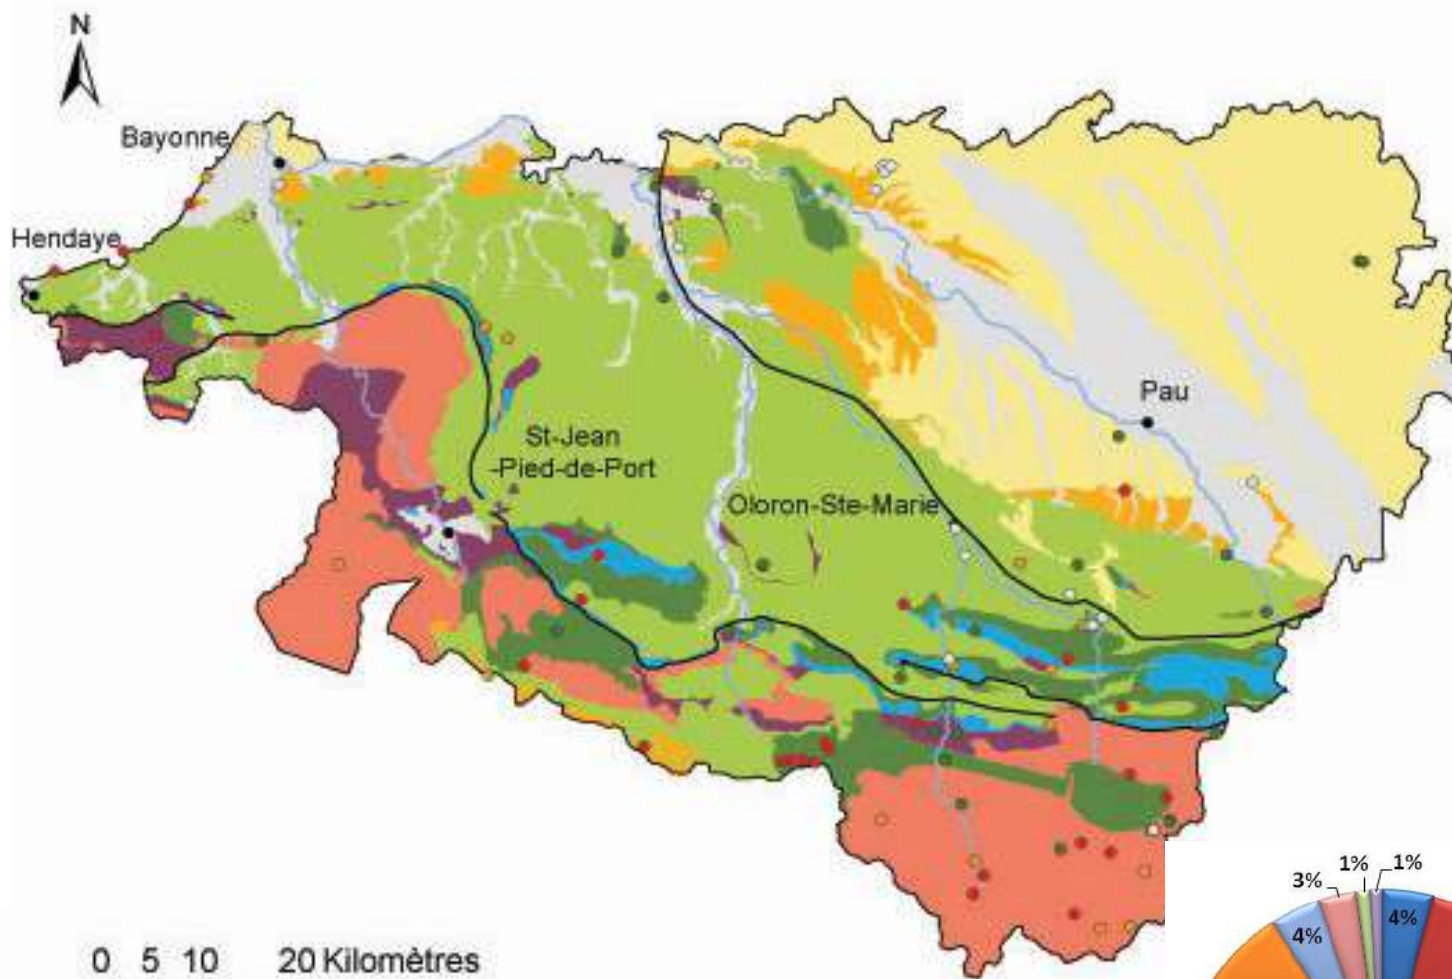 N
Bayonne
Hendaye
Pau
St-Jean
-Pied-de-Port
Oloron-Ste-Marie
3%
1%
1%
4%
4%
0 5 10 20 Kilomètres